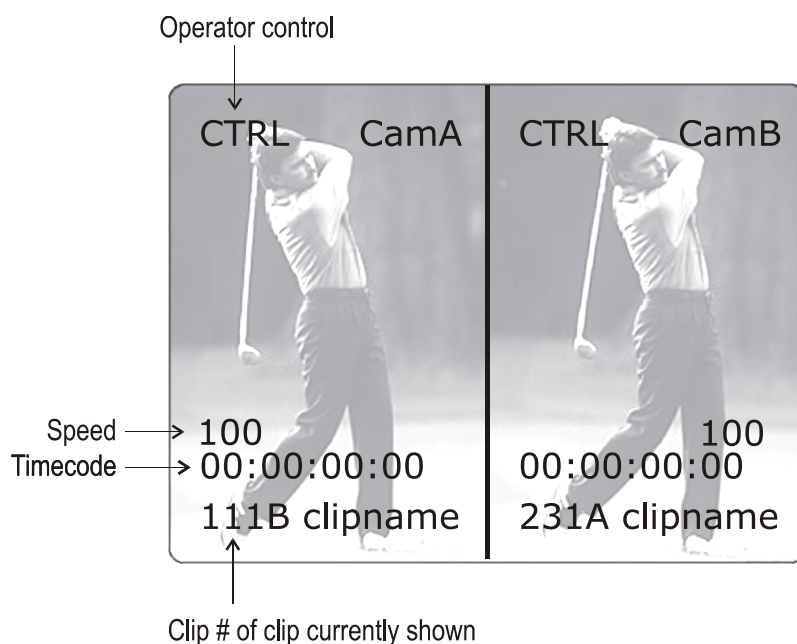 Operator control
CTRL CamA CTRL CamB
Speed 100 100
Timecode 00:00:00:00 00:00:00:00
111B clipname 231A clipname
Clip # of clip currently shown